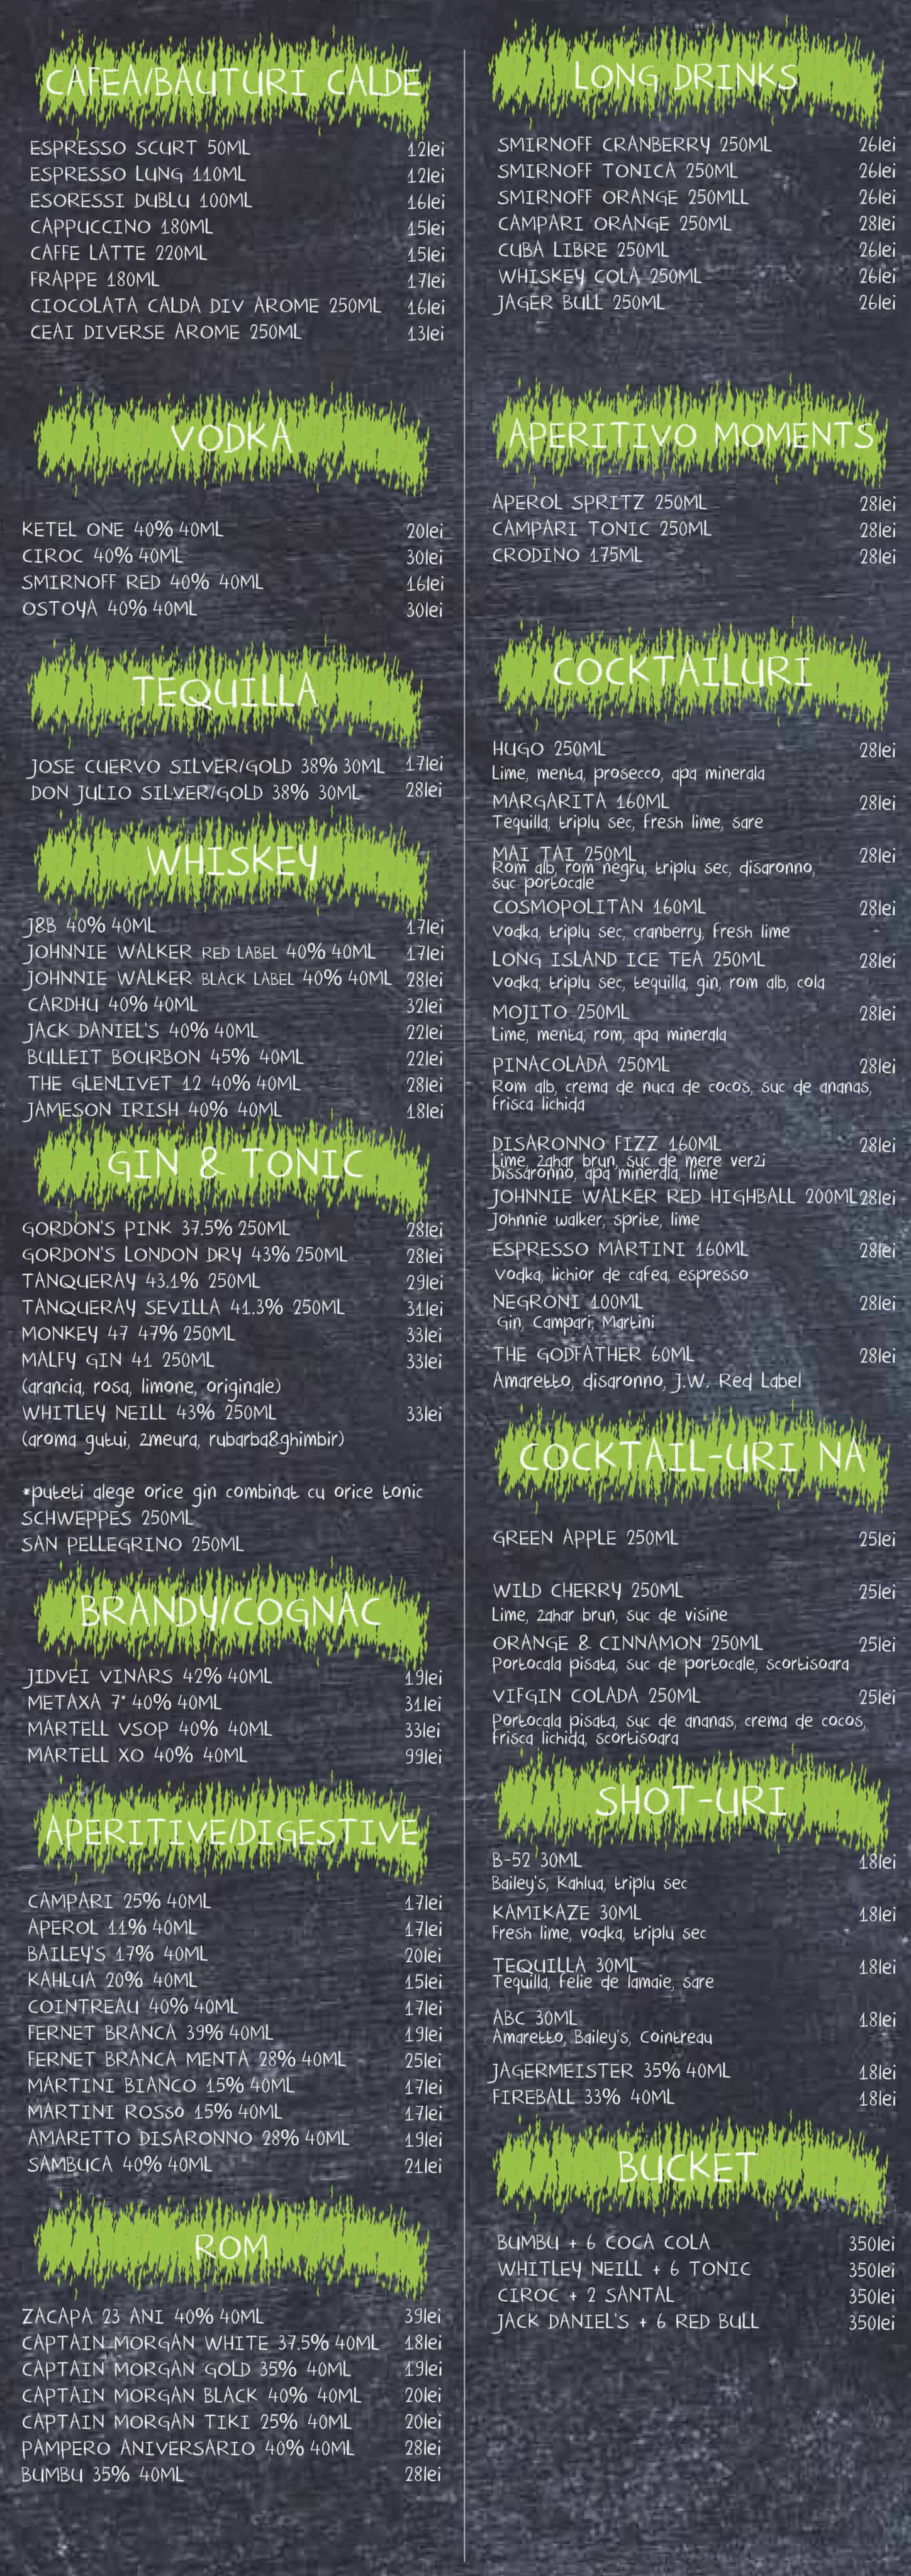 CAFEA/BAUTURI CALDE
ESPRESSO SCURT 50ML 12lei
ESPRESSO LUNG 110ML 12lei
ESORESSI DUBLU 100ML 16lei
CAPPUCCINO 180ML 15lei
CAFFE LATTE 220ML 15lei
FRAPPE 180ML 17lei
CIOCOLATA CALDA DIV AROME 250ML 16lei
CEAI DIVERSE AROME 250ML 13lei
VODKA
KETEL ONE 40% 40ML 20lei
CIROC 40% 40ML 30lei
SMIRNOFF RED 40% 40ML 16lei
OSTOYA 40% 40ML 30lei
TEQUILLA
JOSE CUERVO SILVER/GOLD 38% 30ML 17lei
DON JULIO SILVER/GOLD 38% 30ML 28lei
WHISKEY
J&B 40% 40ML 17lei
JOHNNIE WALKER RED LABEL 40% 40ML 17lei
JOHNNIE WALKER BLACK LABEL 40% 40ML 28lei
CARDHU 40% 40ML 32lei
JACK DANIEL'S 40% 40ML 22lei
BULLEIT BOURBON 45% 40ML 22lei
THE GLENLIVET 12 40% 40ML 28lei
JAMESON IRISH 40% 40ML 18lei
GIN & TONIC
GORDON'S PINK 37.5% 250ML 28lei
GORDON'S LONDON DRY 43% 250ML 28lei
TANQUERAY 43.1% 250ML 29lei
TANQUERAY SEVILLA 41.3% 250ML 31lei
MONKEY 47 47% 250ML 33lei
MALFY GIN 41 250ML 33lei
(arancia, rosa, limone, originale)
WHITLEY NEILL 43% 250ML 33lei
(aroma gutui, zmeura, rubarba&ghimbir)
*puteti alege orice gin combinat cu orice tonic
SCHWEPPES 250ML
SAN PELLEGRINO 250ML
BRANDY/COGNAC
JIDVEI VINARS 42% 40ML 19lei
METAXA 7* 40% 40ML 31lei
MARTELL VSOP 40% 40ML 33lei
MARTELL XO 40% 40ML 99lei
APERITIVE/DIGESTIVE
CAMPARI 25% 40ML 17lei
APEROL 11% 40ML 17lei
BAILEY'S 17% 40ML 20lei
KAHLUA 20% 40ML 15lei
COINTREAU 40% 40ML 17lei
FERNET BRANCA 39% 40ML 19lei
FERNET BRANCA MENTA 28% 40ML 25lei
MARTINI BIANCO 15% 40ML 17lei
MARTINI ROSSO 15% 40ML 17lei
AMARETTO DISARONNO 28% 40ML 19lei
SAMBUCA 40% 40ML 21lei
ROM
ZACAPA 23 ANI 40% 40ML 39lei
CAPTAIN MORGAN WHITE 37.5% 40ML 18lei
CAPTAIN MORGAN GOLD 35% 40ML 19lei
CAPTAIN MORGAN BLACK 40% 40ML 20lei
CAPTAIN MORGAN TIKI 25% 40ML 20lei
PAMPERO ANIVERSARIO 40% 40ML 28lei
BUMBU 35% 40ML 28lei
LONG DRINKS
SMIRNOFF CRANBERRY 250ML 26lei
SMIRNOFF TONICA 250ML 26lei
SMIRNOFF ORANGE 250MLL 26lei
CAMPARI ORANGE 250ML 28lei
CUBA LIBRE 250ML 26lei
WHISKEY COLA 250ML 26lei
JAGER BULL 250ML 26lei
APERITIVO MOMENTS
APEROL SPRITZ 250ML 28lei
CAMPARI TONIC 250ML 28lei
CRODINO 175ML 28lei
COCKTAILURI
HUGO 250ML 28lei
Lime, menta, prosecco, apa minerala
MARGARITA 160ML 28lei
Tequilla, triplu sec, fresh lime, sare
MAI TAI 250ML 28lei
Rom alb, rom negru, triplu sec, disaronno,
suc portocale
COSMOPOLITAN 160ML 28lei
Vodka, triplu sec, cranberry, fresh lime
LONG ISLAND ICE TEA 250ML 28lei
Vodka, triplu sec, tequilla, gin, rom alb, cola
MOJITO 250ML 28lei
Lime, menta, rom, apa minerala
PINACOLADA 250ML 28lei
Rom alb, crema de nuca de cocos, suc de ananas,
frisca lichida
DISARONNO FIZZ 160ML 28lei
Lime, zahar brun, suc de mere verzi
Dissaronno, apa minerala, lime
JOHNNIE WALKER RED HIGHBALL 200ML 28lei
Johnnie walker, sprite, lime
ESPRESSO MARTINI 160ML 28lei
Vodka, lichior de cafea, espresso
NEGRONI 100ML 28lei
Gin, Campari, Martini
THE GODFATHER 60ML 28lei
Amaretto, disaronno, J.W. Red Label
COCKTAIL-URI NA
GREEN APPLE 250ML 25lei
WILD CHERRY 250ML 25lei
Lime, zahar brun, suc de visine
ORANGE & CINNAMON 250ML 25lei
Portocala pisata, suc de portocale, scortisoara
VIFGIN COLADA 250ML 25lei
Portocala pisata, suc de ananas, crema de cocos,
frisca lichida, scortisoara
SHOT-URI
B-52 30ML 18lei
Bailey's, Kahlua, triplu sec
KAMIKAZE 30ML 18lei
Fresh lime, vodka, triplu sec
TEQUILLA 30ML 18lei
Tequilla, felie de lamaie, sare
ABC 30ML 18lei
Amaretto, Bailey's, Cointreau
JAGERMEISTER 35% 40ML 18lei
FIREBALL 33% 40ML 18lei
BUCKET
BUMBU + 6 COCA COLA 350lei
WHITLEY NEILL + 6 TONIC 350lei
CIROC + 2 SANTAL 350lei
JACK DANIEL'S + 6 RED BULL 350lei